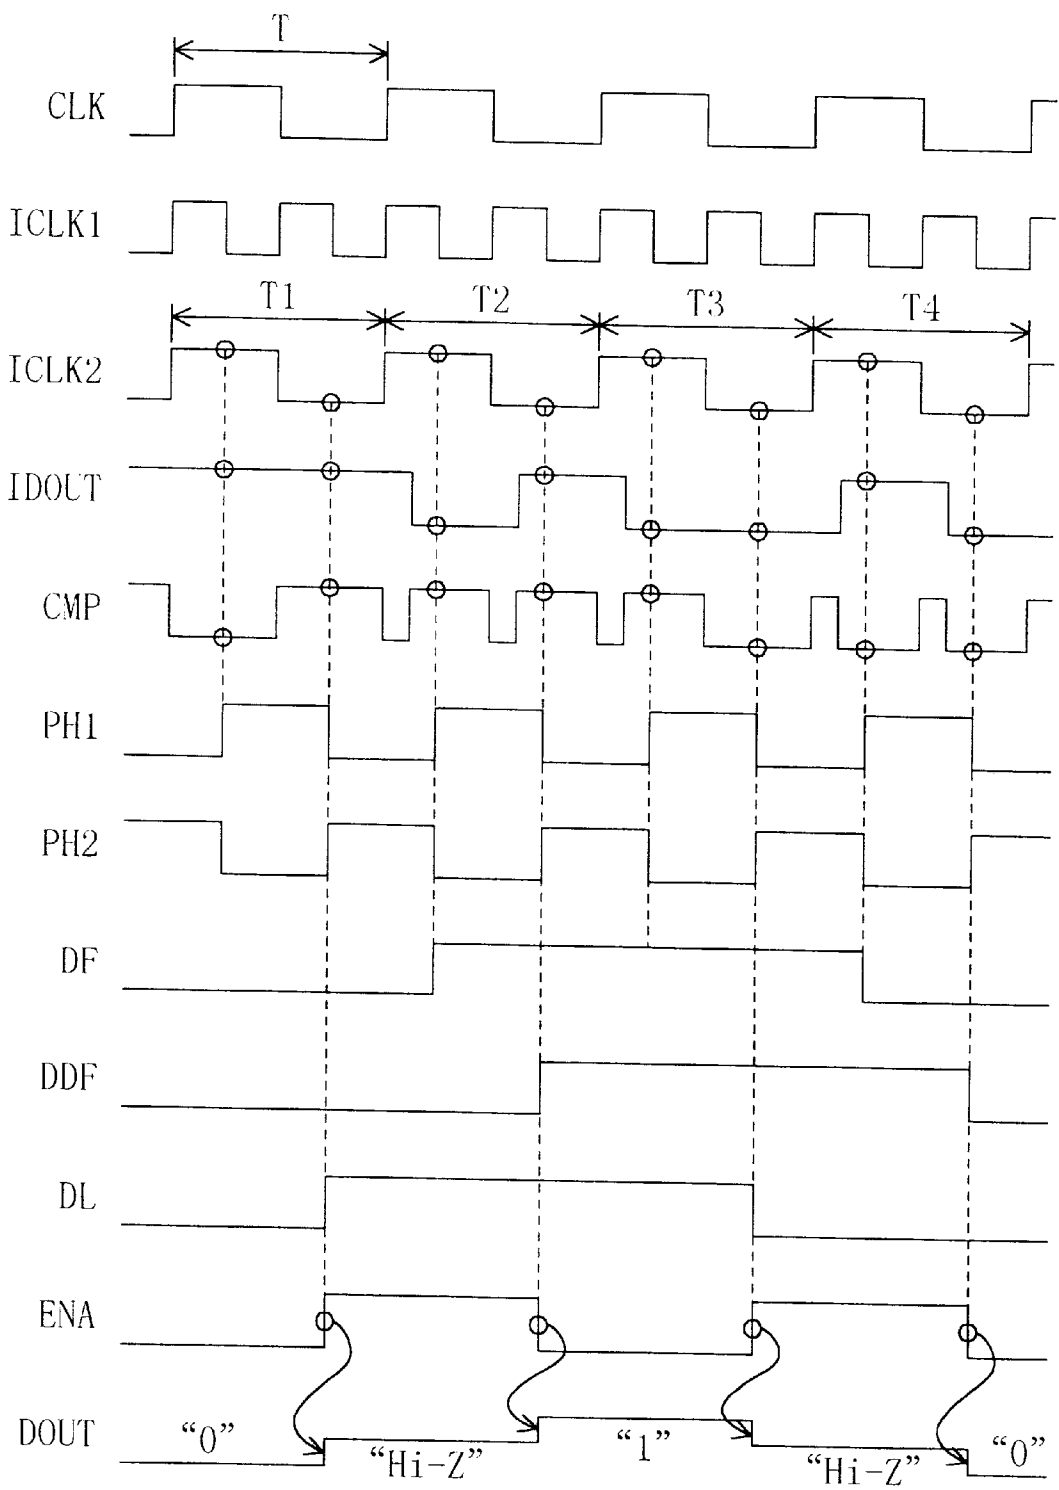 T
CLK
ICLK1
T1 T2 T3 T4
ICLK2
IDOUT
CMP
PH1
PH2
DF
DDF
DL
ENA
DOUT "0" "Hi-Z" "1" "Hi-Z" "0"